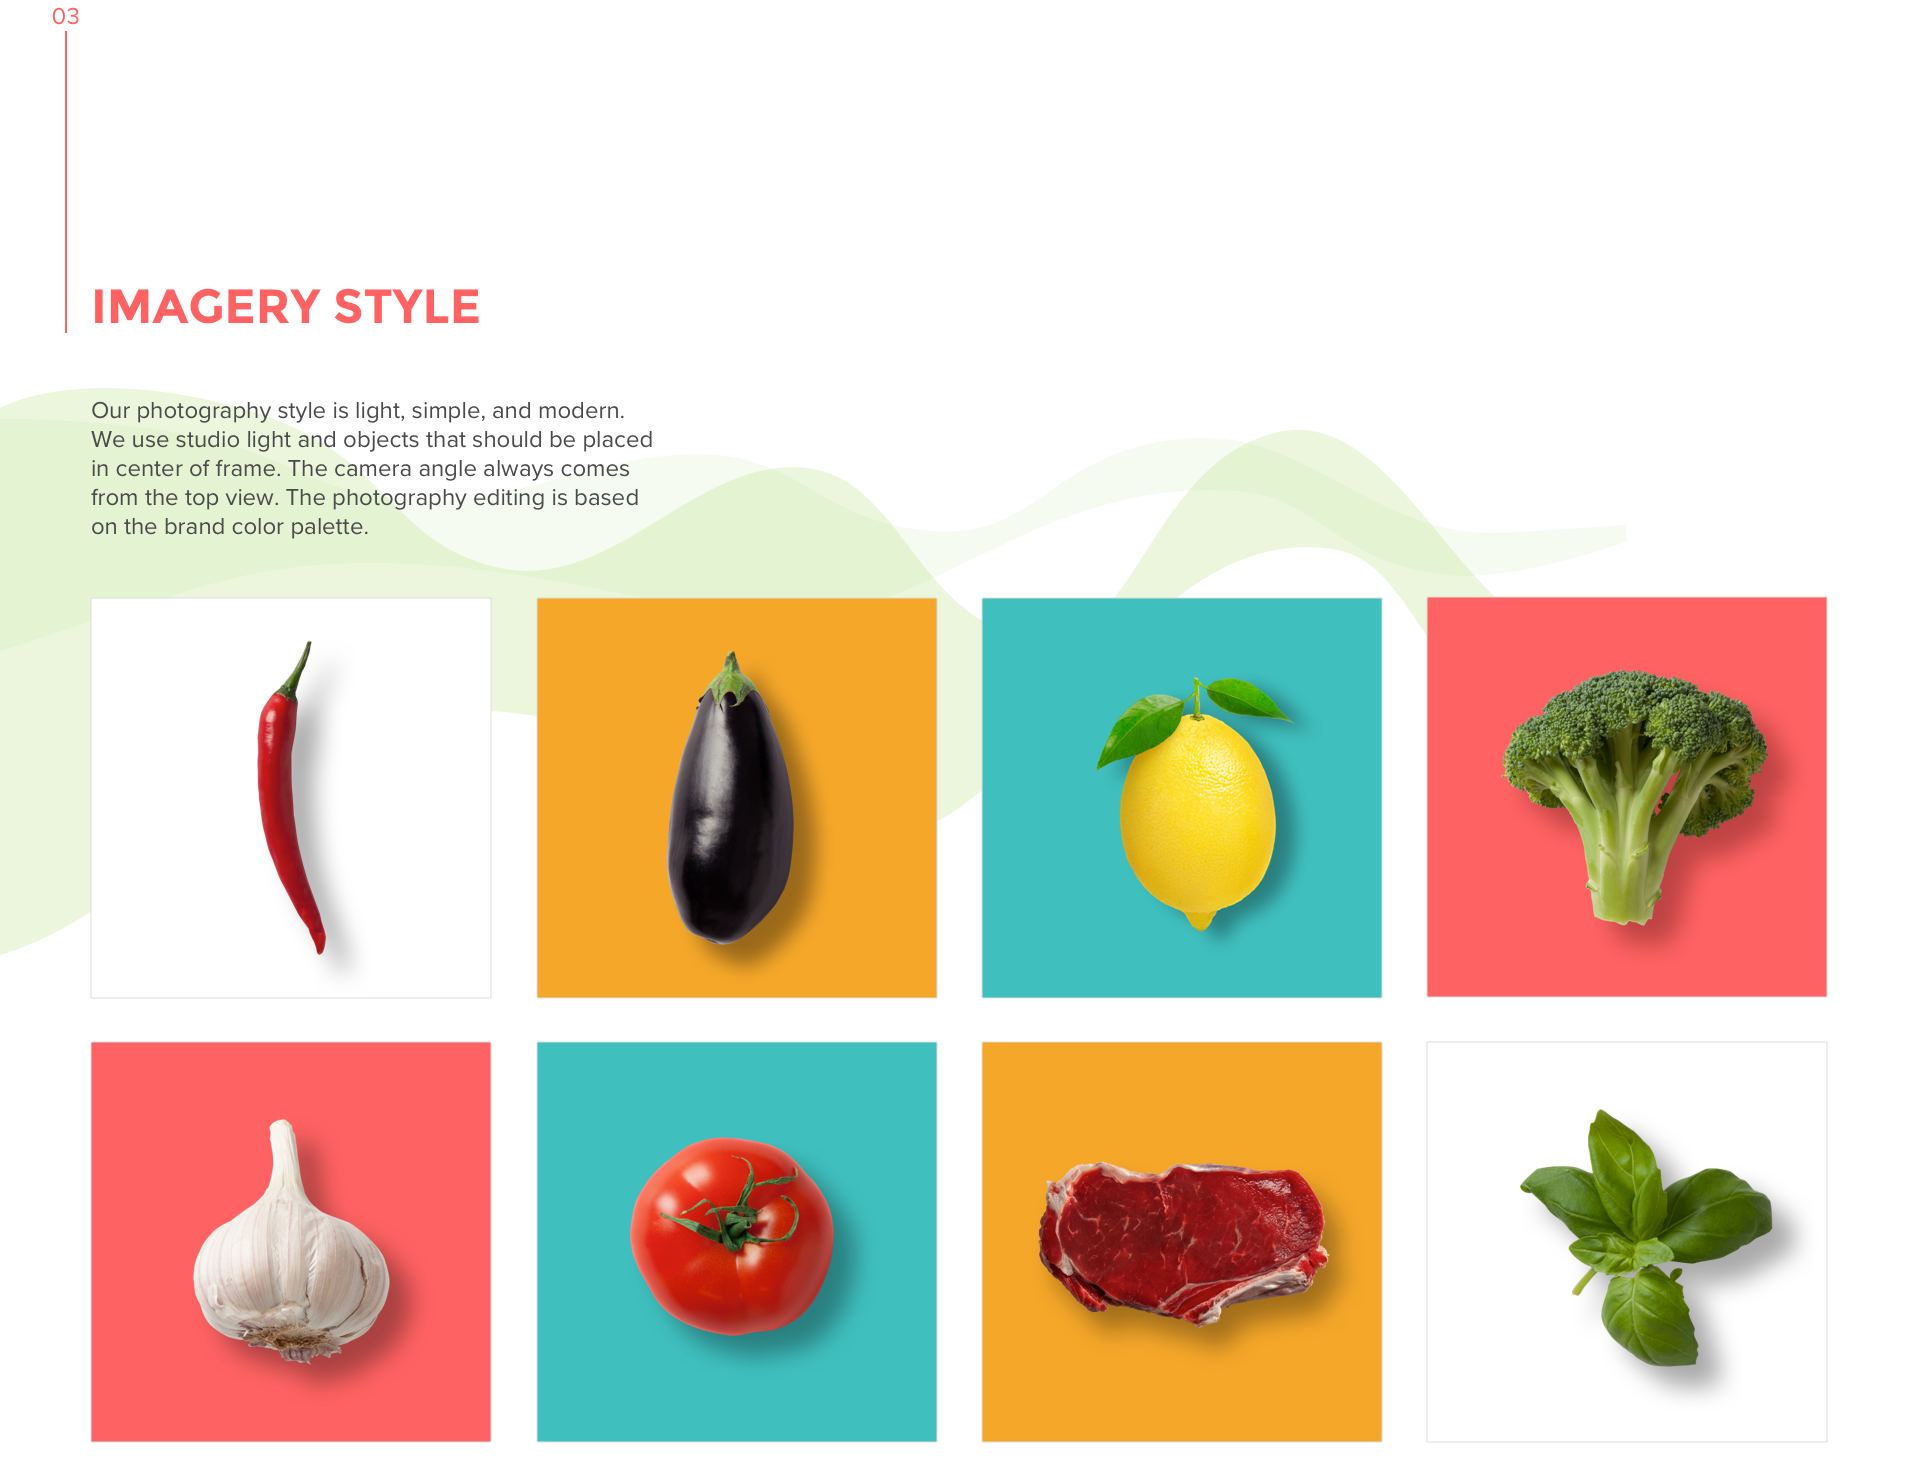 03
IMAGERY STYLE
Our photography style is light, simple, and modern.
We use studio light and objects that should be placed
in center of frame. The camera angle always comes
from the top view. The photography editing is based
on the brand color palette.